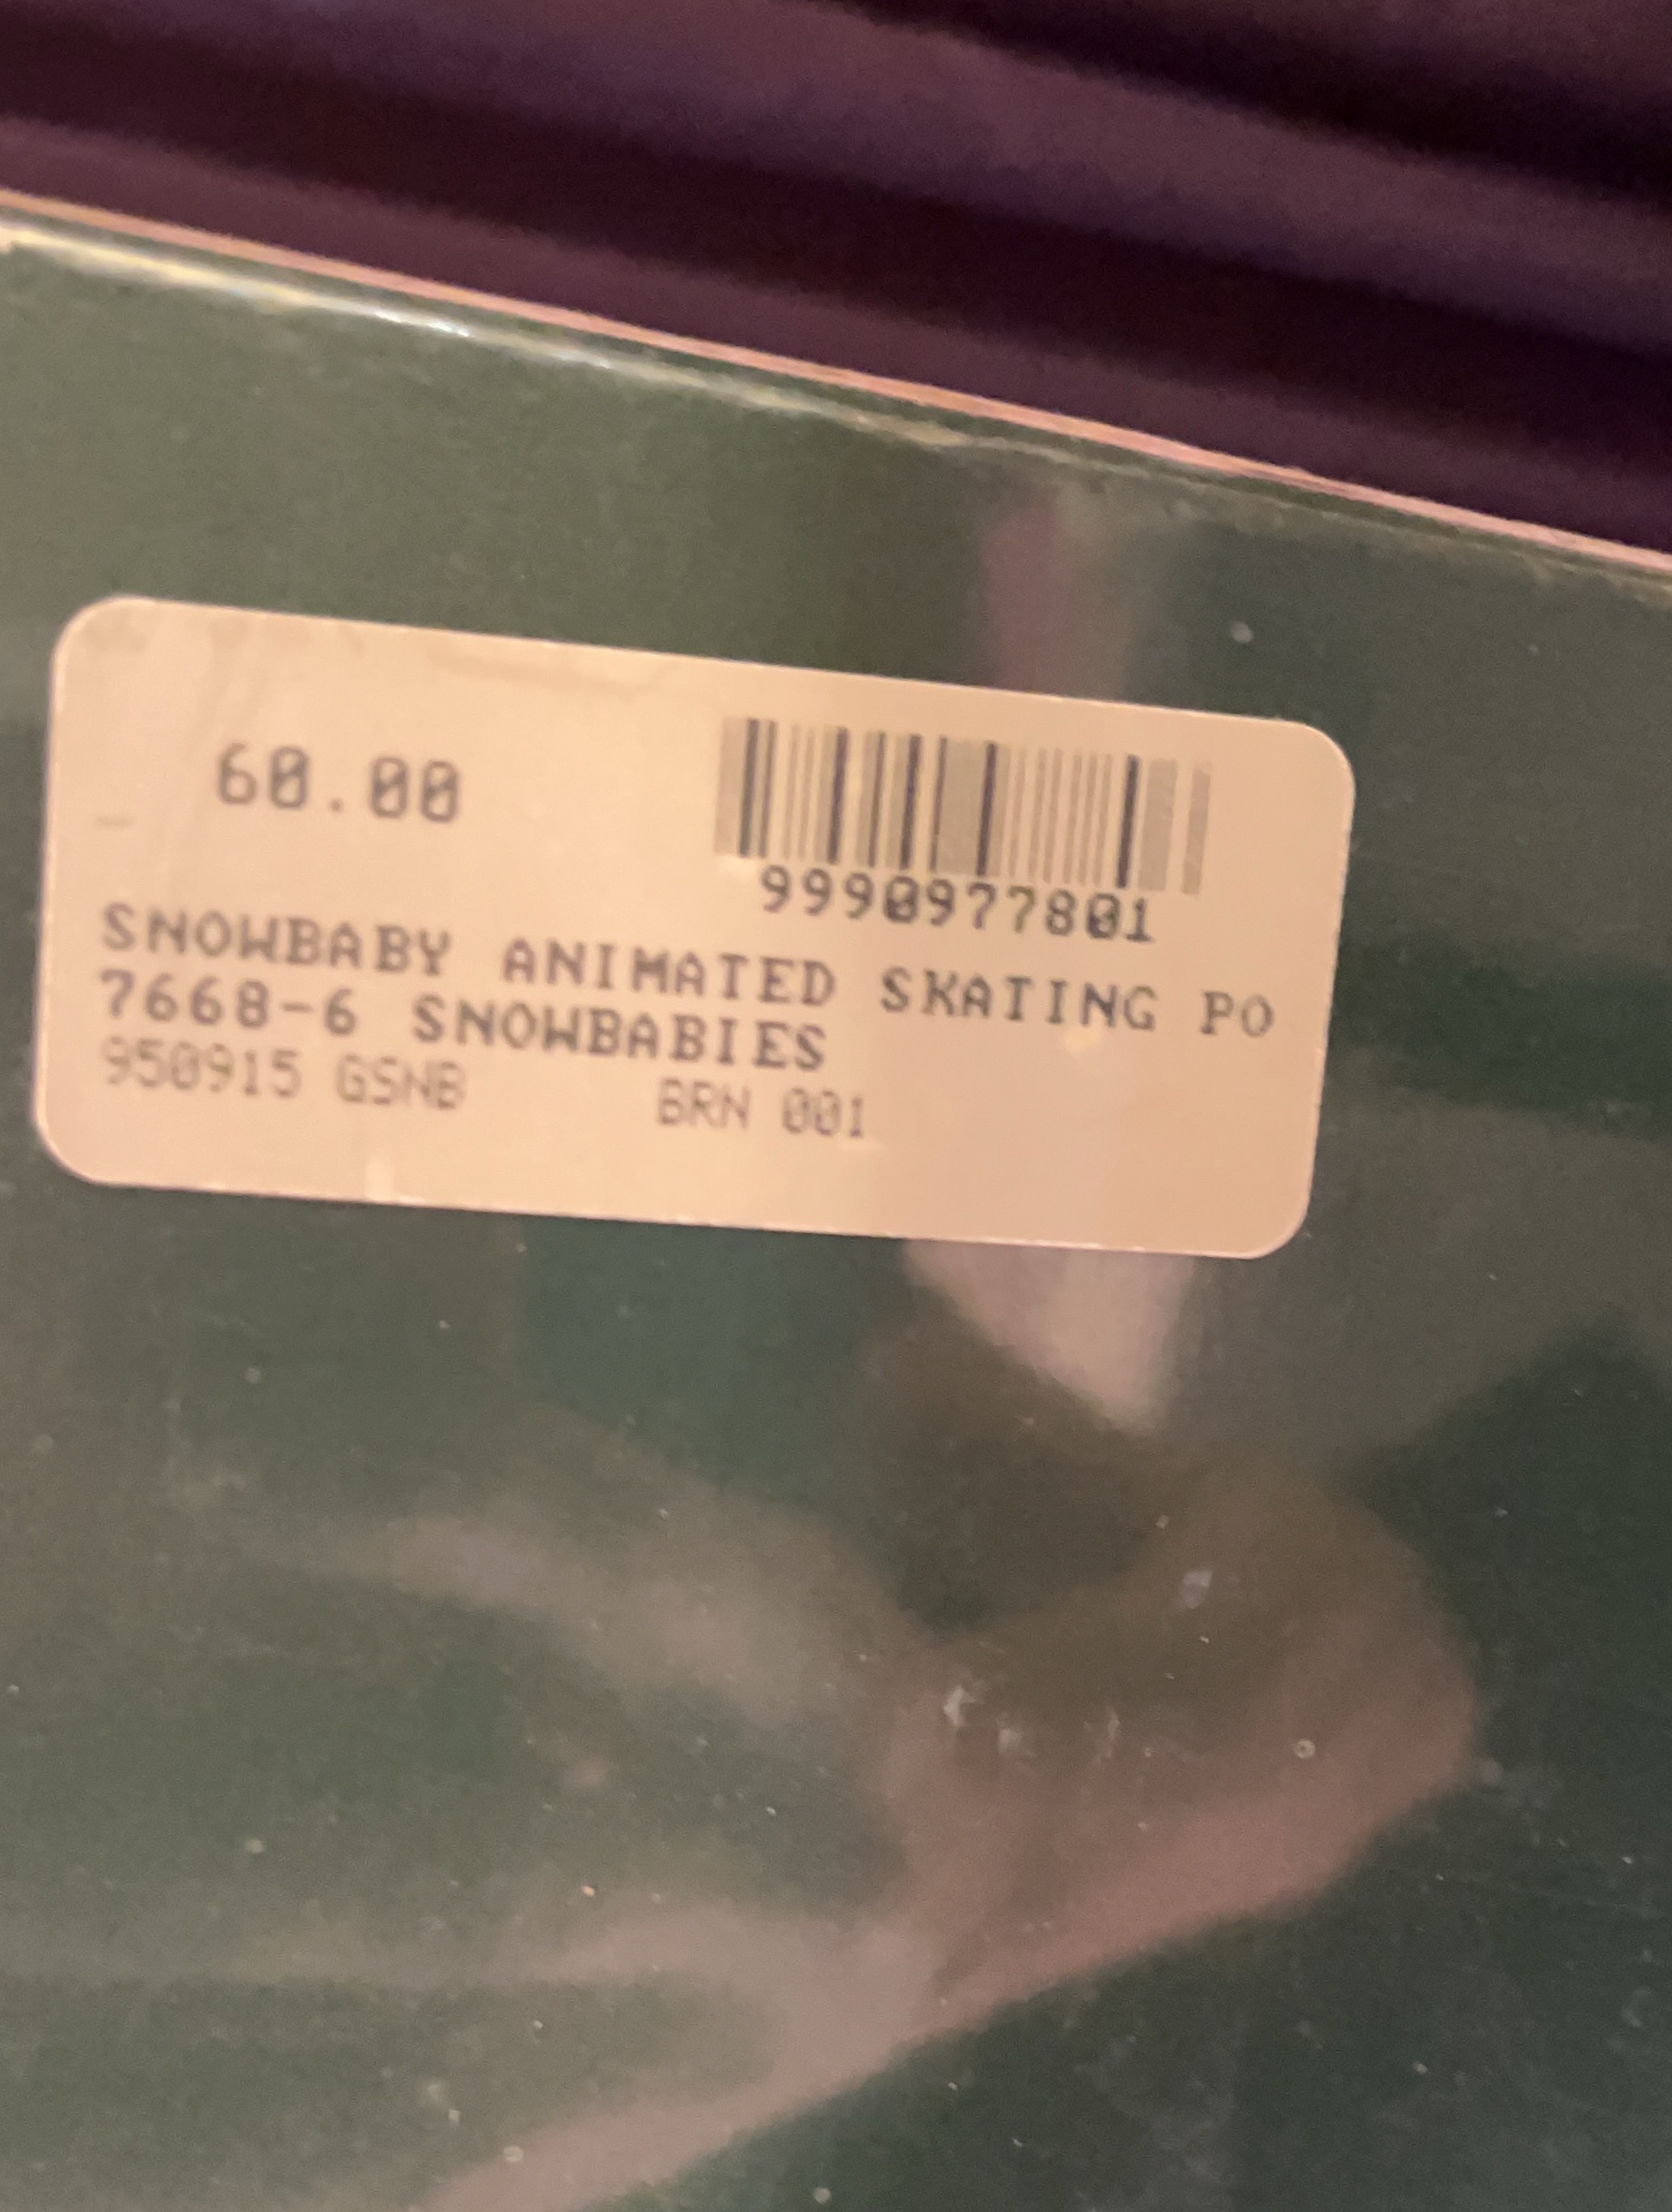 60.00
9990977801
SNOWBABY ANIMATED SKATING PO
7668-6 SNOWBABIES
950915 GSNB BRN 001